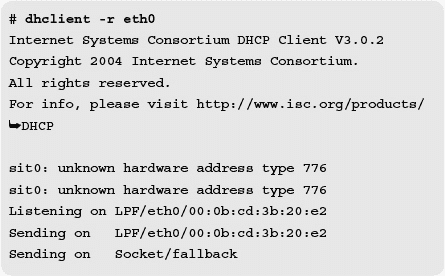 # dhclient -r eth0
Internet Systems Consortium DHCP Client V3.0.2
Copyright 2004 Internet Systems Consortium.
All rights reserved.
For info, please visit http://www.isc.org/products/
➥DHCP
sit0: unknown hardware address type 776
sit0: unknown hardware address type 776
Listening on LPF/eth0/00:0b:cd:3b:20:e2
Sending on   LPF/eth0/00:0b:cd:3b:20:e2
Sending on   Socket/fallback